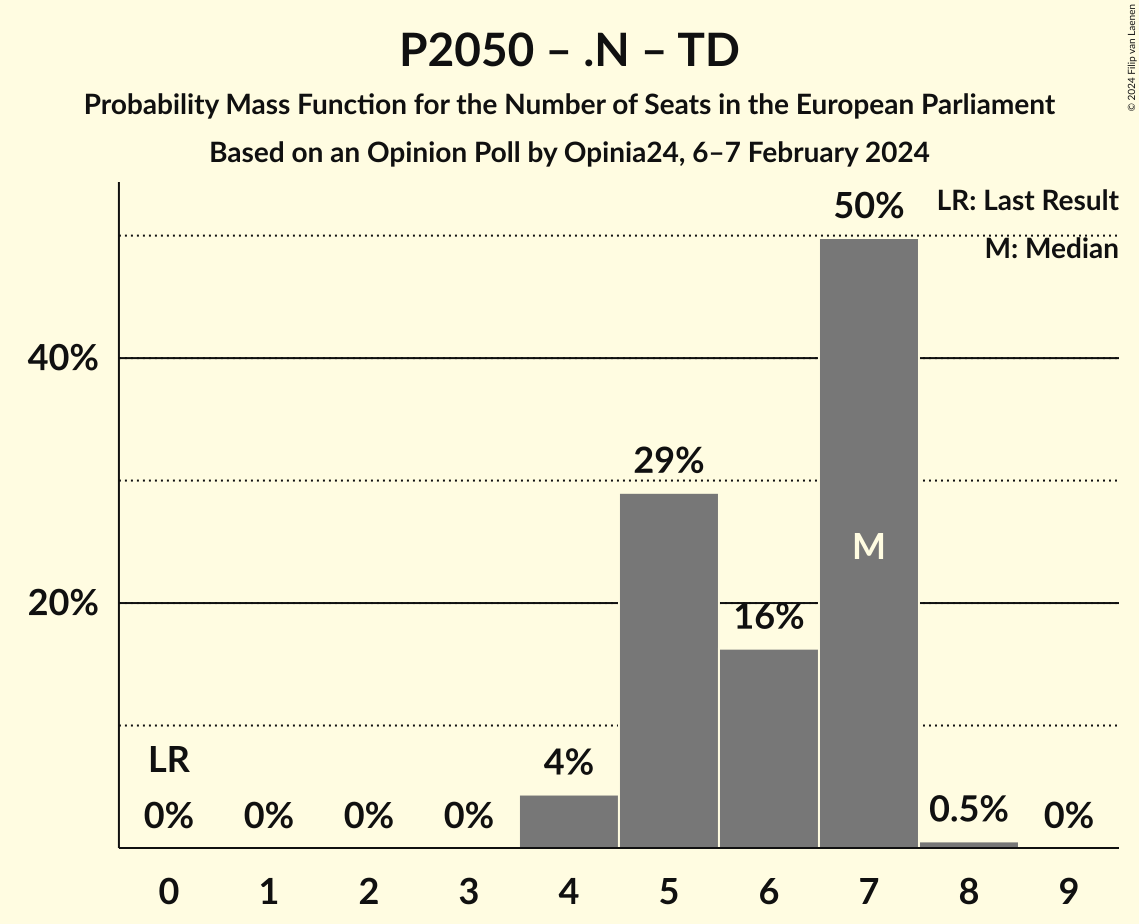 P2050 – .N – TD
Probability Mass Function for the Number of Seats in the European Parliament
Based on an Opinion Poll by Opinia24, 6–7 February 2024
© 2024 Filip van Laenen
LR: Last Result
M: Median
50%
40%
29%
M
20%
16%
LR
4%
0% 0% 0% 0% 0.5% 0%
0 1 2 3 4 5 6 7 8 9